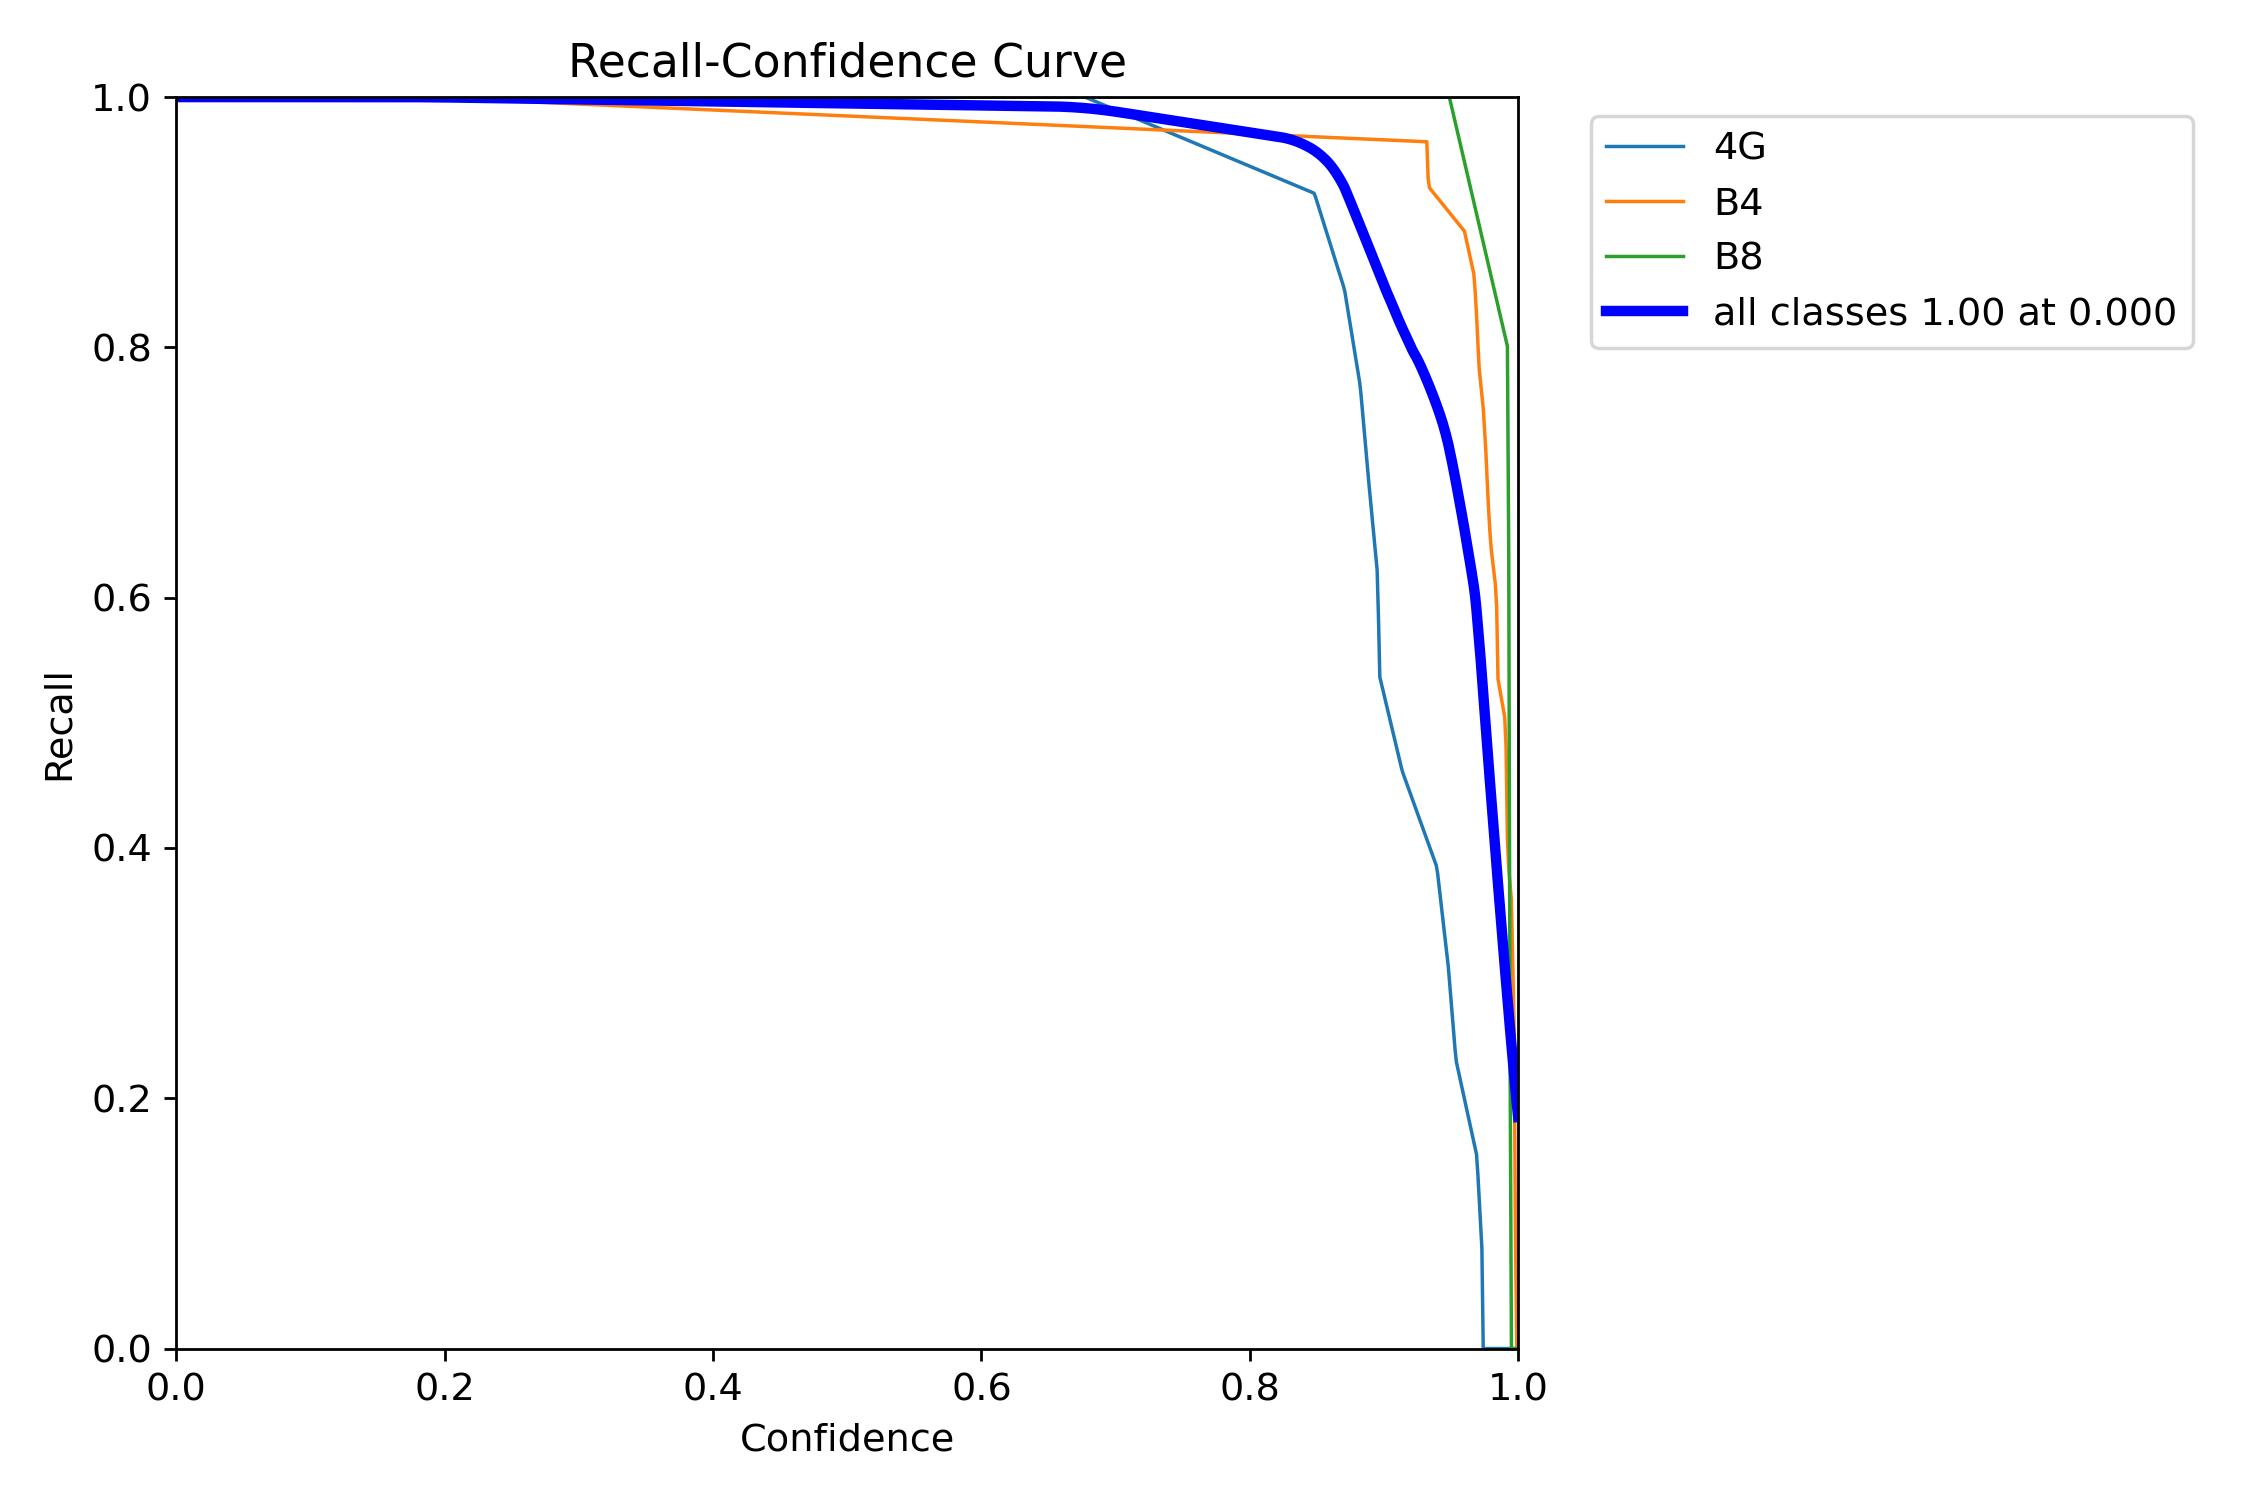 Recall-Confidence Curve
1.0
0.8
0.6
0.4
0.2
0.0
Recall
0.0 0.2 0.4 0.6 0.8 1.0
Confidence
4G
B4
B8
all classes 1.00 at 0.000